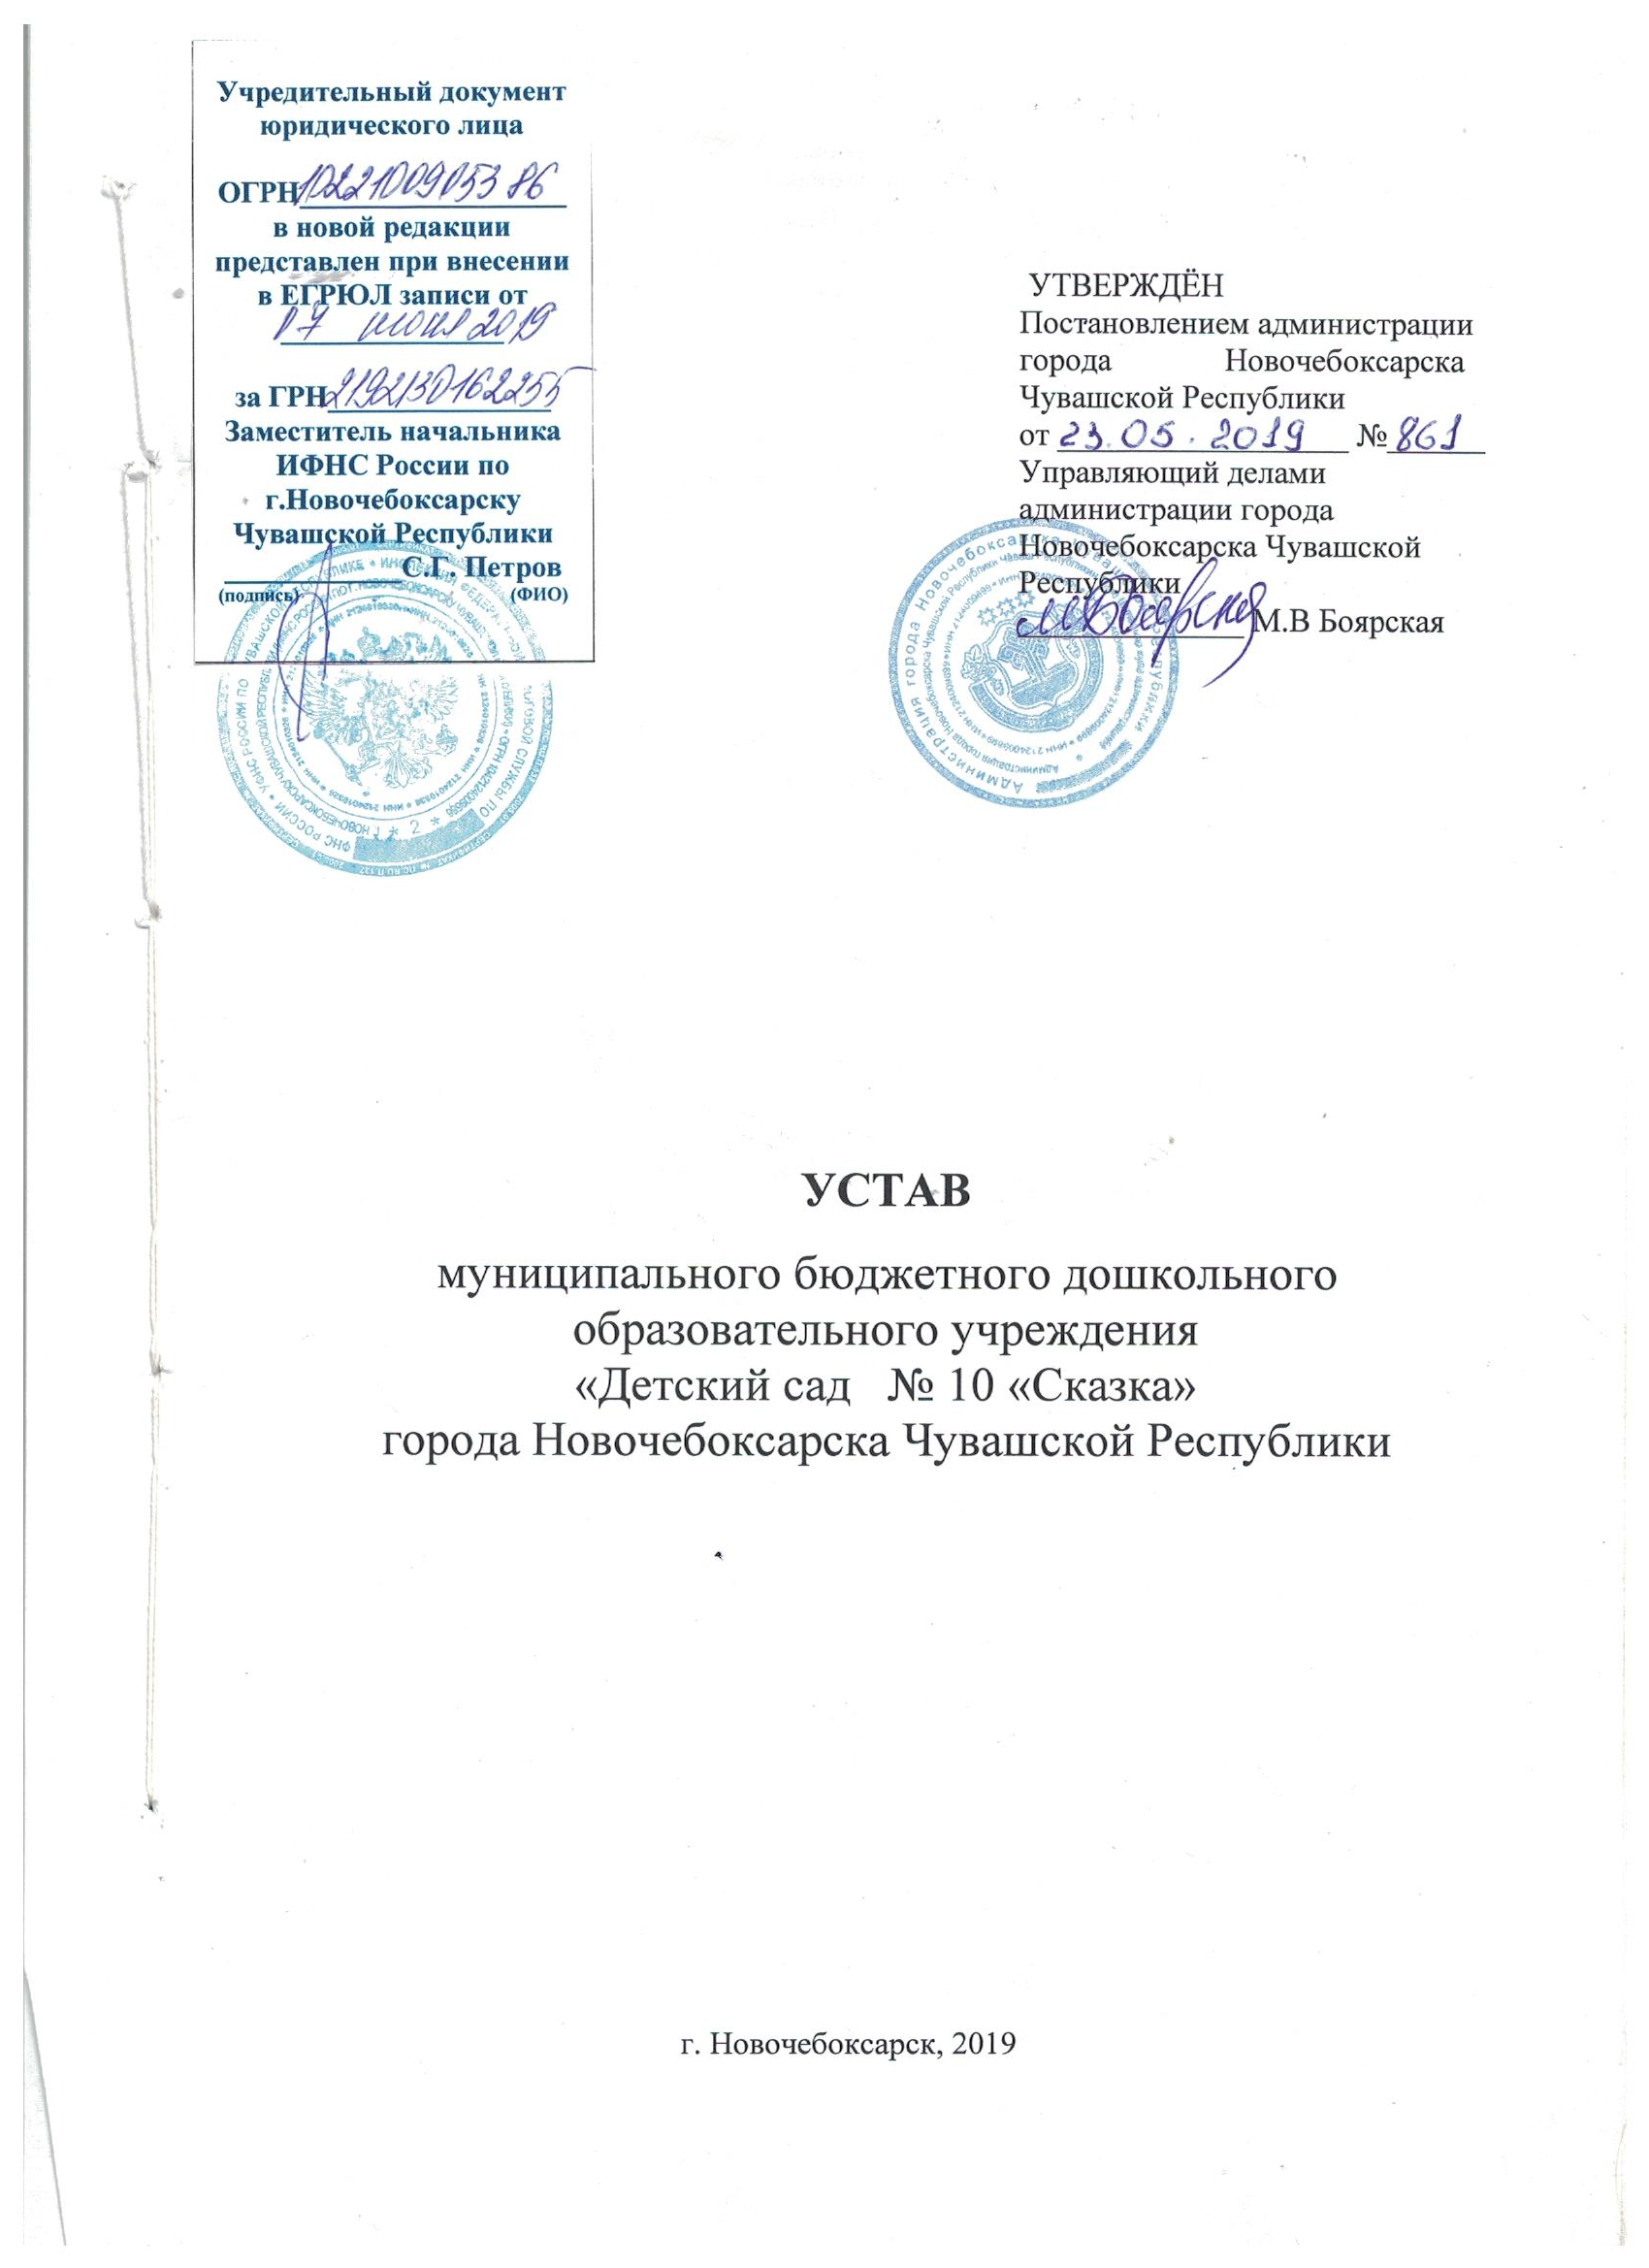 Учредительный документ
юридического лица
ОГРН 1022100905386
в новой редакции
представлен при внесении
в ЕГРЮЛ записи от
07 июня 2019
за ГРН 2192130162255
Заместитель начальника
ИФНС России по
г.Новочебоксарску
Чувашской Республики
С.Г. Петров
(подпись) (ФИО)
УТВЕРЖДЁН
Постановлением администрации
города Новочебоксарска
Чувашской Республики
от 23.05.2019 № 861
Управляющий делами
администрации города
Новочебоксарска Чувашской
Республики
М.В Боярская
УСТАВ
муниципального бюджетного дошкольного
образовательного учреждения
«Детский сад № 10 «Сказка»
города Новочебоксарска Чувашской Республики
г. Новочебоксарск, 2019